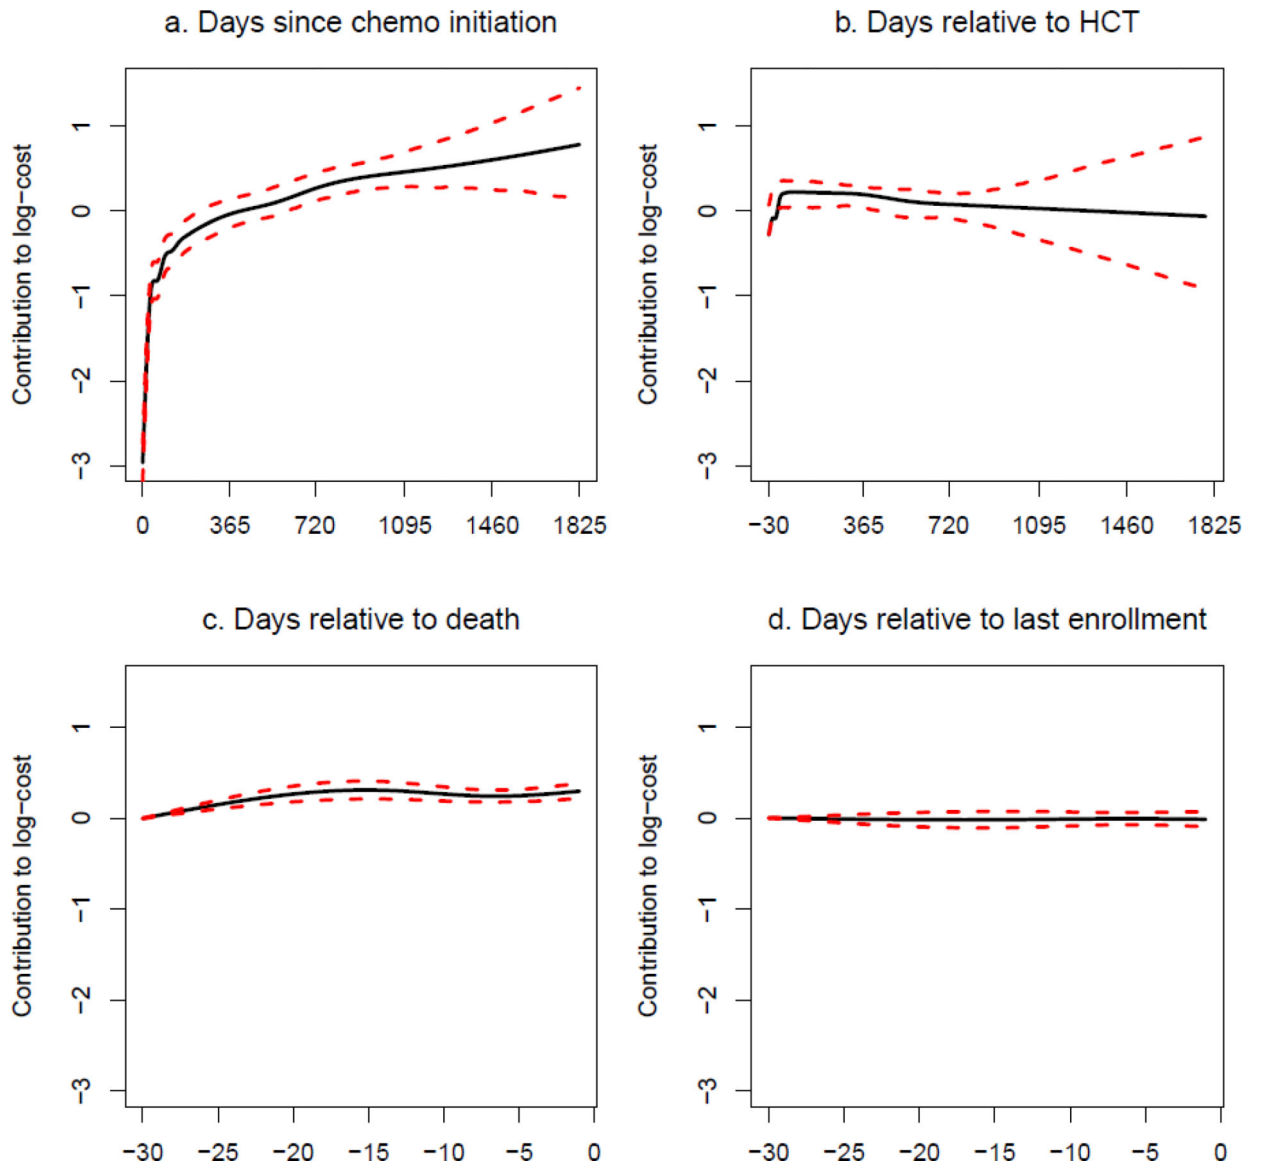 a. Days since chemo initiation
Contribution to log−cost
1
0
−1
−2
−3
0 365 720 1095 1460 1825
b. Days relative to HCT
Contribution to log−cost
1
0
−1
−2
−3
−30 365 720 1095 1460 1825
c. Days relative to death
Contribution to log−cost
1
0
−1
−2
−3
−30 −25 −20 −15 −10 −5 0
d. Days relative to last enrollment
Contribution to log−cost
1
0
−1
−2
−3
−30 −25 −20 −15 −10 −5 0